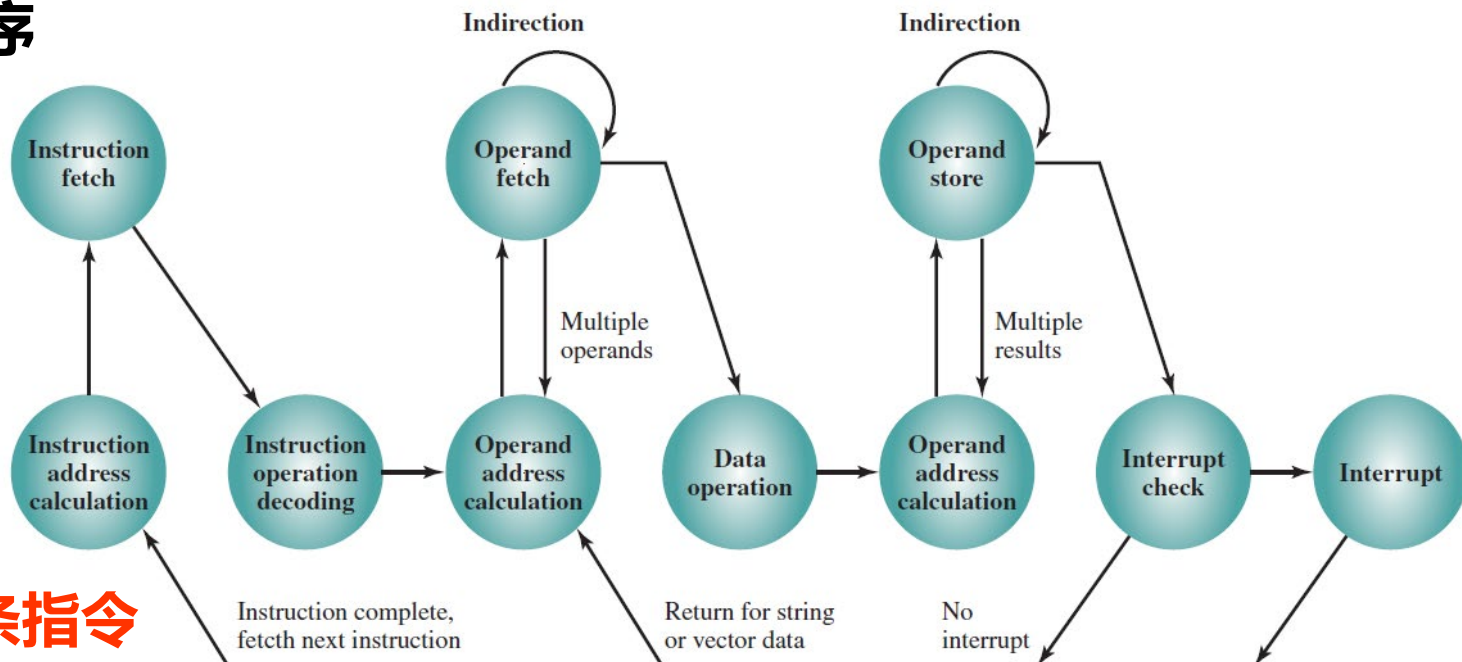 序
Indirection
Indirection
Instruction
fetch
Operand
fetch
Operand
store
Multiple
operands
Multiple
results
Instruction
address
calculation
Instruction
operation
decoding
Operand
address
calculation
Data
operation
Operand
address
calculation
Interrupt
check
Interrupt
条指令
Instruction complete,
fetcth next instruction
Return for string
or vector data
No
interrupt